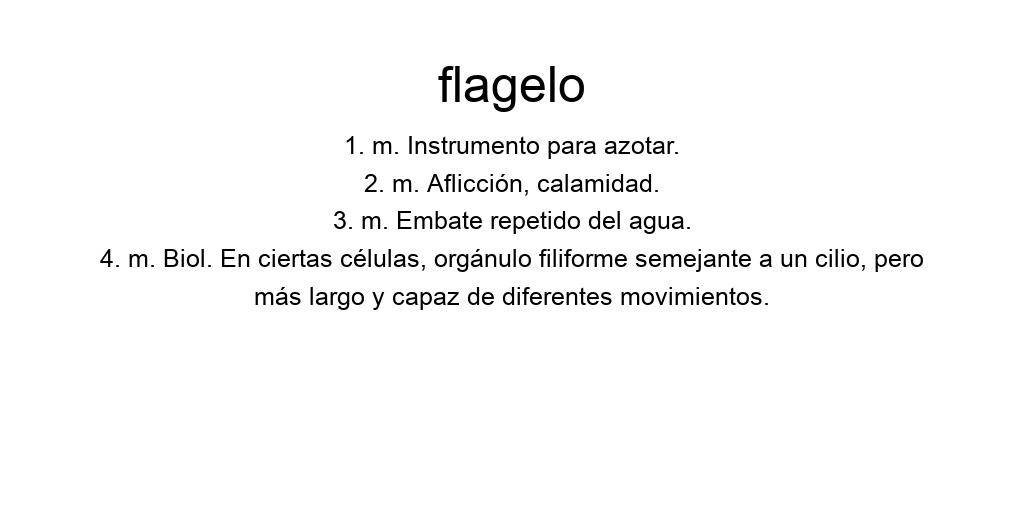 flagelo
1. m. Instrumento para azotar.
2. m. Aflicción, calamidad.
3. m. Embate repetido del agua.
4. m. Biol. En ciertas células, orgánulo filiforme semejante a un cilio, pero
más largo y capaz de diferentes movimientos.